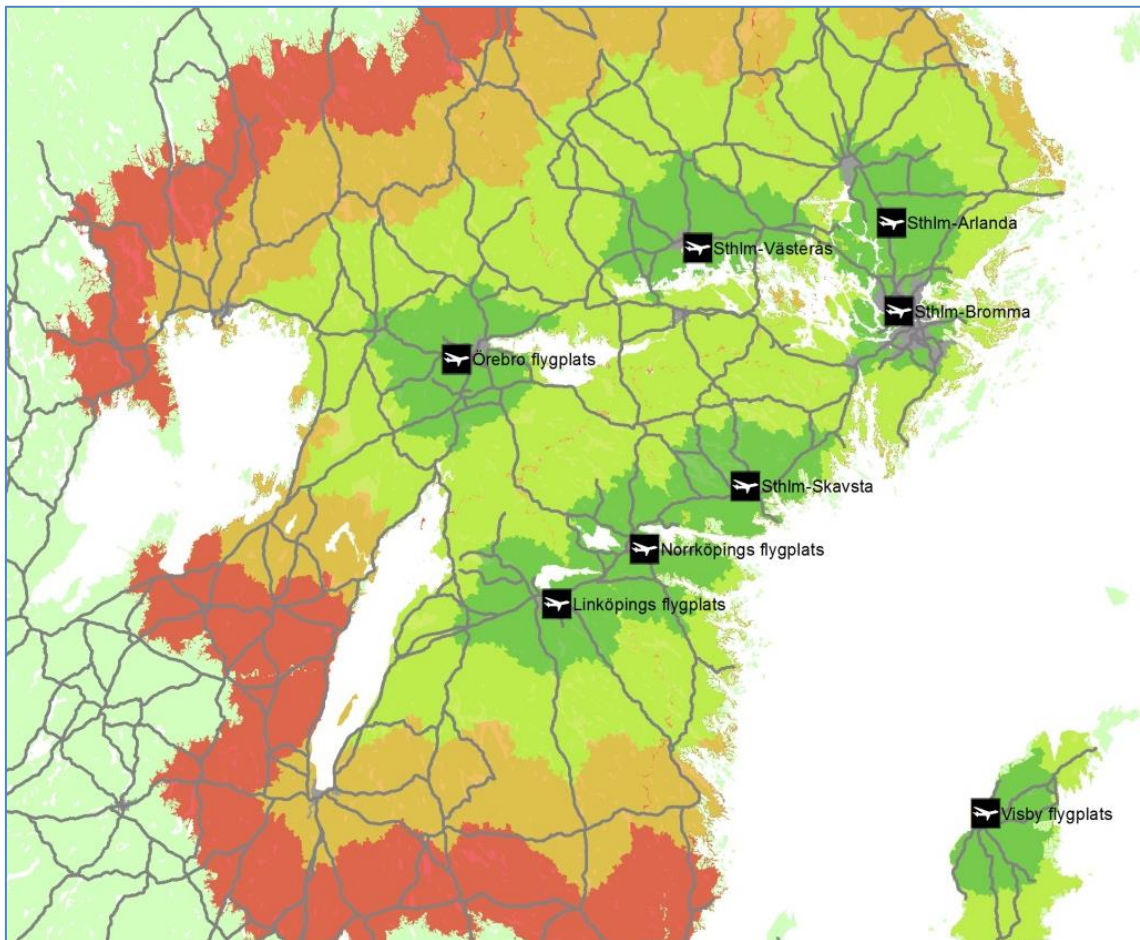 Sthlm-Arlanda
Sthlm-Västerås
Sthlm-Bromma
Örebro flygplats
Sthlm-Skavsta
Norrköpings flygplats
Linköpings flygplats
Visby flygplats